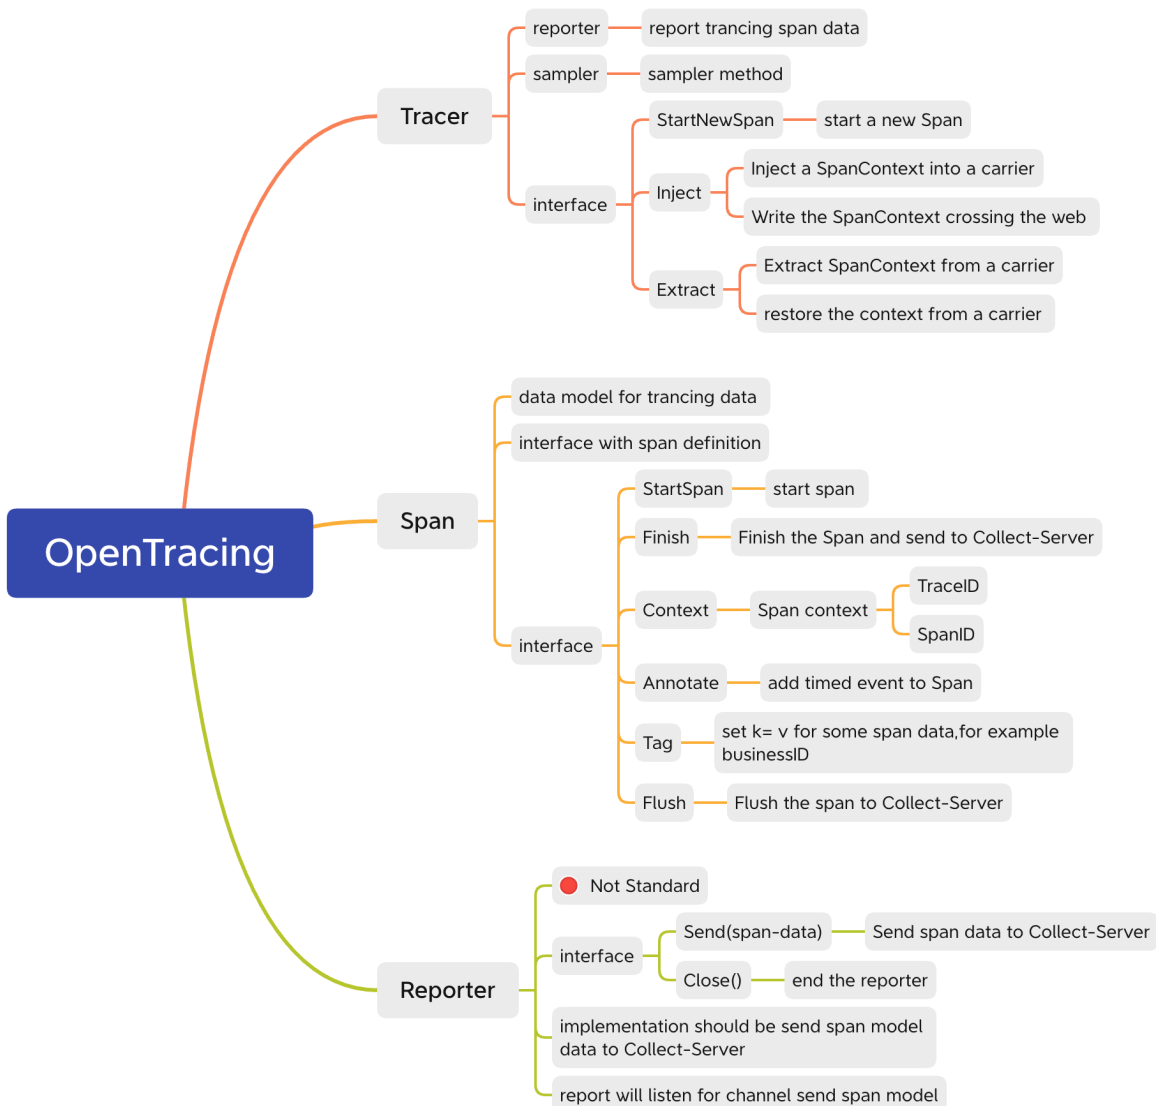 OpenTracing
Tracer
reporter
report trancing span data
sampler
sampler method
interface
StartNewSpan
start a new Span
Inject
Inject a SpanContext into a carrier
Write the SpanContext crossing the web
Extract
Extract SpanContext from a carrier
restore the context from a carrier
Span
data model for trancing data
interface with span definition
interface
StartSpan
start span
Finish
Finish the Span and send to Collect-Server
Context
Span context
TraceID
SpanID
Annotate
add timed event to Span
Tag
set k= v for some span data,for example
businessID
Flush
Flush the span to Collect-Server
Reporter
Not Standard
interface
Send(span-data)
Send span data to Collect-Server
Close()
end the reporter
implementation should be send span model
data to Collect-Server
report will listen for channel send span model